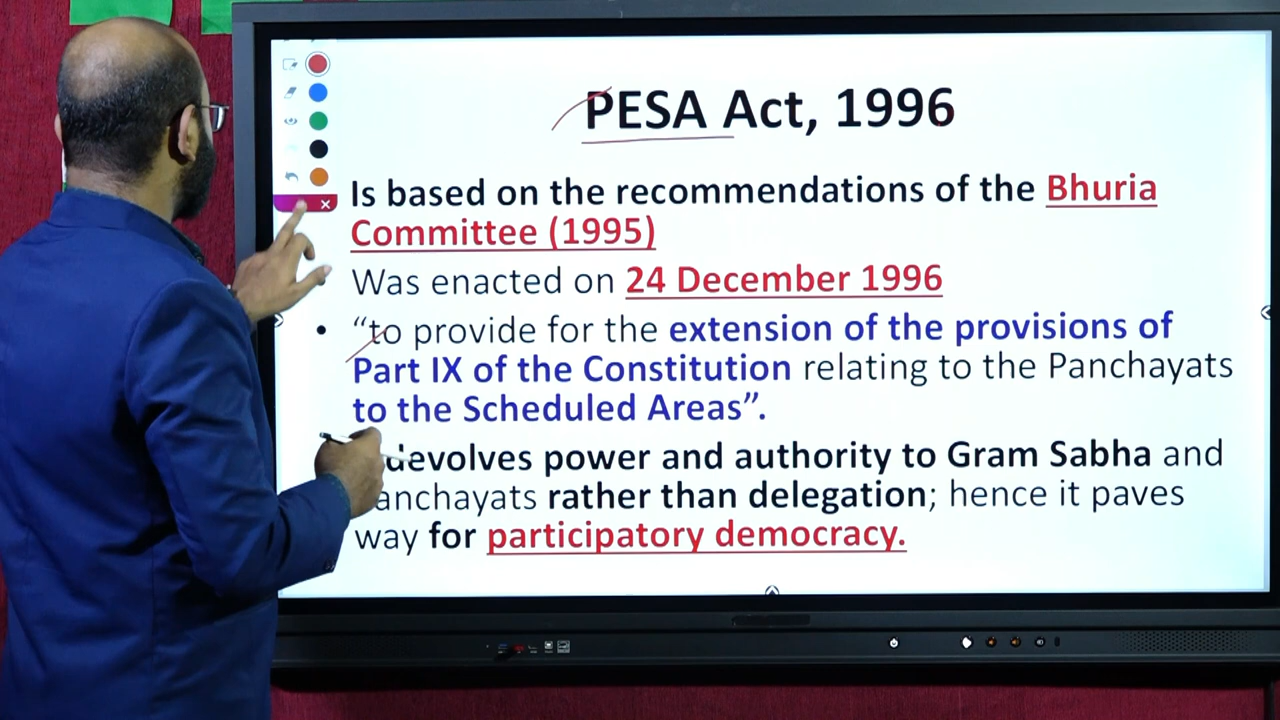 PESA Act, 1996
Is based on the recommendations of the Bhuria
Committee (1995)
Was enacted on 24 December 1996
• “to provide for the extension of the provisions of
Part IX of the Constitution relating to the Panchayats
to the Scheduled Areas”.
devolves power and authority to Gram Sabha and
anchayats rather than delegation; hence it paves
way for participatory democracy.